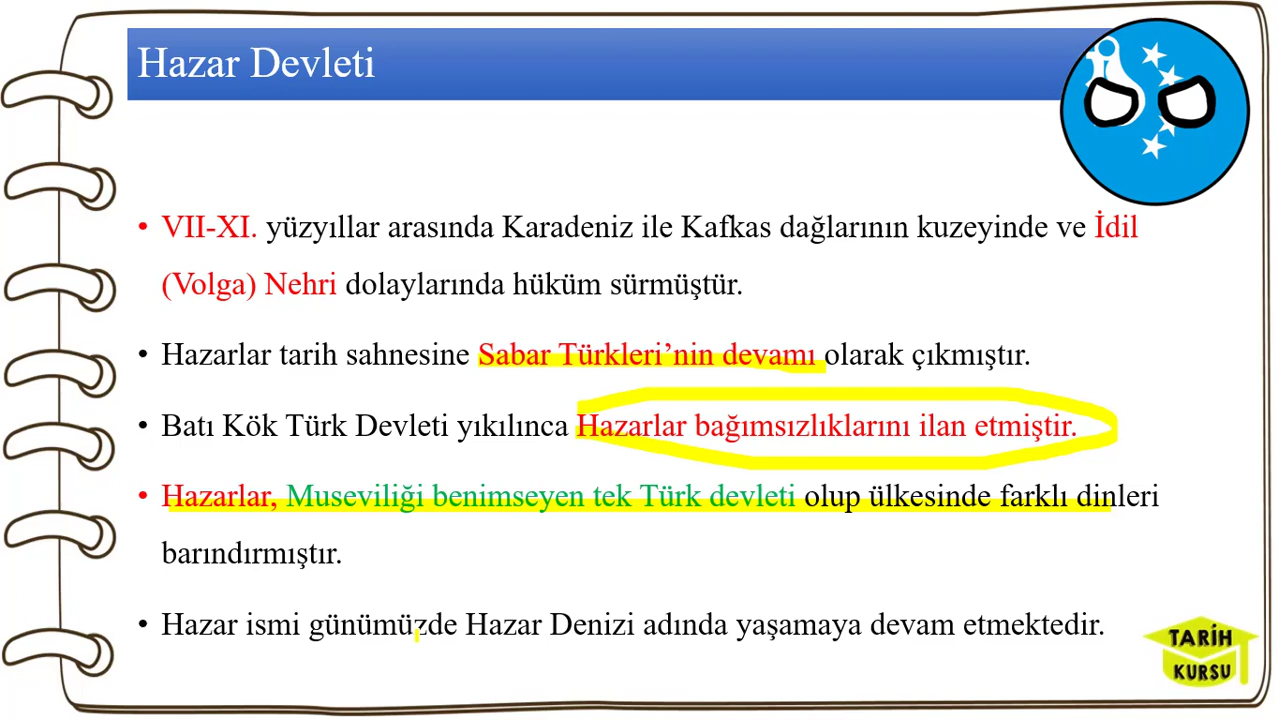 Hazar Devleti
• VII-XI. yüzyıllar arasında Karadeniz ile Kafkas dağlarının kuzeyinde ve İdil
(Volga) Nehri dolaylarında hüküm sürmüştür.
• Hazarlar tarih sahnesine Sabar Türkleri’nin devamı olarak çıkmıştır.
• Batı Kök Türk Devleti yıkılınca Hazarlar bağımsızlıklarını ilan etmiştir.
• Hazarlar, Museviliği benimseyen tek Türk devleti olup ülkesinde farklı dinleri
barındırmıştır.
• Hazar ismi günümüzde Hazar Denizi adında yaşamaya devam etmektedir.
TARİH
KURSU